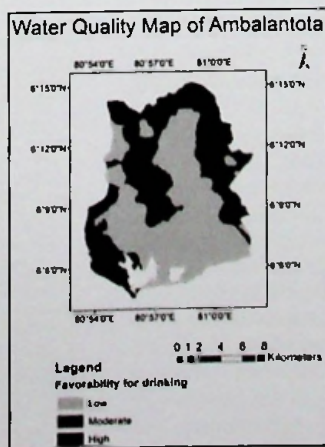 Water Quality Map of Ambalantota
N
80°54'0"E 80°57'0"E 81°0'0"E
6°15'0"N 6°15'0"N
6°12'0"N 6°12'0"N
6°9'0"N 6°9'0"N
6°6'0"N 6°6'0"N
80°54'0"E 80°57'0"E 81°0'0"E
0 1 2 4 6 8
Kilometers
Legend
Favorability for drinking
Low
Moderate
High